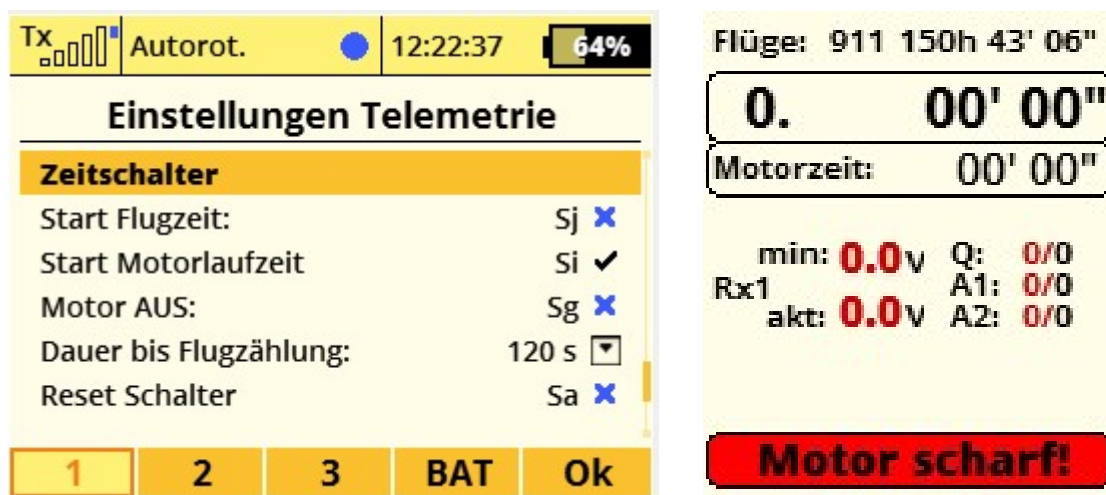 Tx Autorot. 12:22:37 64%
Einstellungen Telemetrie
Zeitschalter
Start Flugzeit: Sj
Start Motorlaufzeit Si
Motor AUS: Sg
Dauer bis Flugzählung: 120 s
Reset Schalter Sa
1 2 3 BAT Ok
Flüge: 911 150h 43' 06"
0. 00' 00"
Motorzeit: 00' 00"
min: 0.0V Q: 0/0
Rx1 A1: 0/0
akt: 0.0V A2: 0/0
Motor scharf!